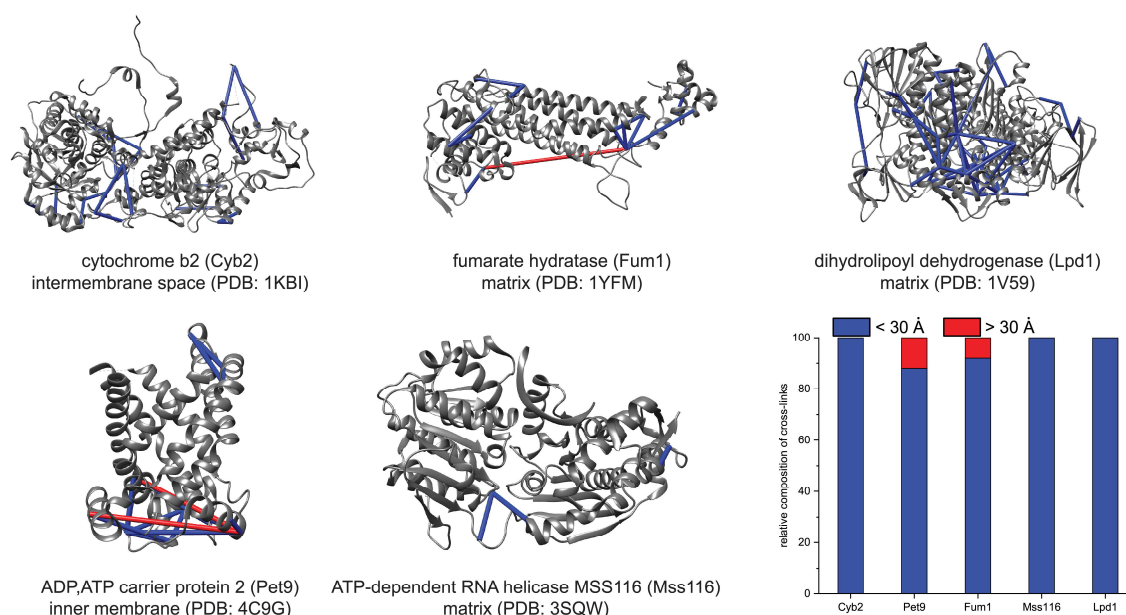 cytochrome b2 (Cyb2)
intermembrane space (PDB: 1KBI)
fumarate hydratase (Fum1)
matrix (PDB: 1YFM)
dihydrolipoyl dehydrogenase (Lpd1)
matrix (PDB: 1V59)
ADP,ATP carrier protein 2 (Pet9)
inner membrane (PDB: 4C9G)
ATP-dependent RNA helicase MSS116 (Mss116)
matrix (PDB: 3SQW)
< 30 Å
> 30 Å
relative composition of cross-links
100
80
60
40
20
0
Cyb2
Pet9
Fum1
Mss116
Lpd1